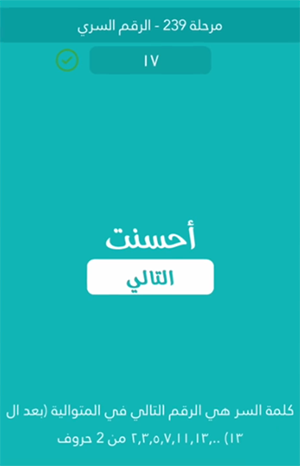 مرحلة 239 - الرقم السري
١٧
أحسنت
التالي
كلمة السر هي الرقم التالي في المتوالية (بعد ال
١٣) ..,٢,٣,٥,٧,١١,١٣ من 2 حروف